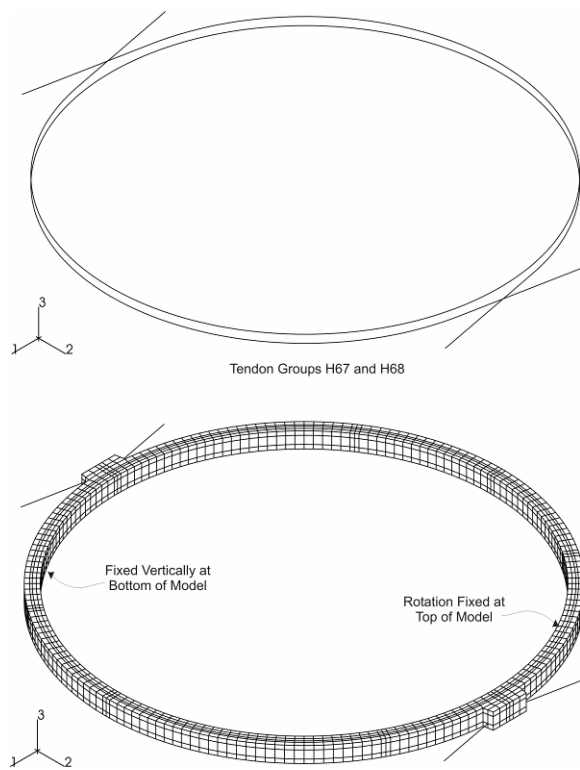 3
1
2
Tendon Groups H67 and H68
Fixed Vertically at
Bottom of Model
Rotation Fixed at
Top of Model
3
1
2